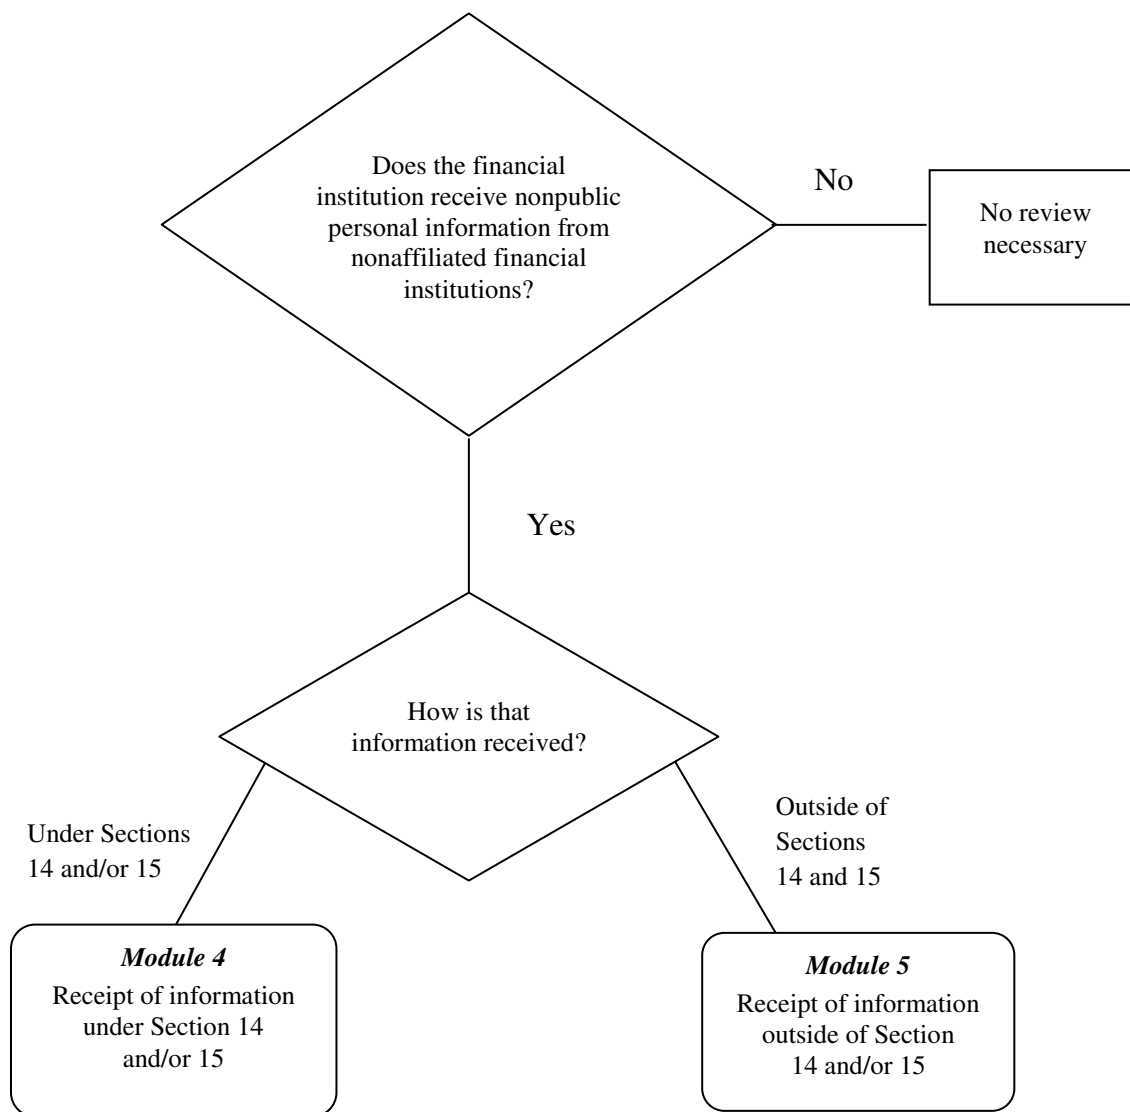 Does the financial
institution receive nonpublic
personal information from
nonaffiliated financial
institutions?
No
No review
necessary
Yes
How is that
information received?
Under Sections
14 and/or 15
Outside of
Sections
14 and 15
Module 4
Receipt of information
under Section 14
and/or 15
Module 5
Receipt of information
outside of Section
14 and/or 15